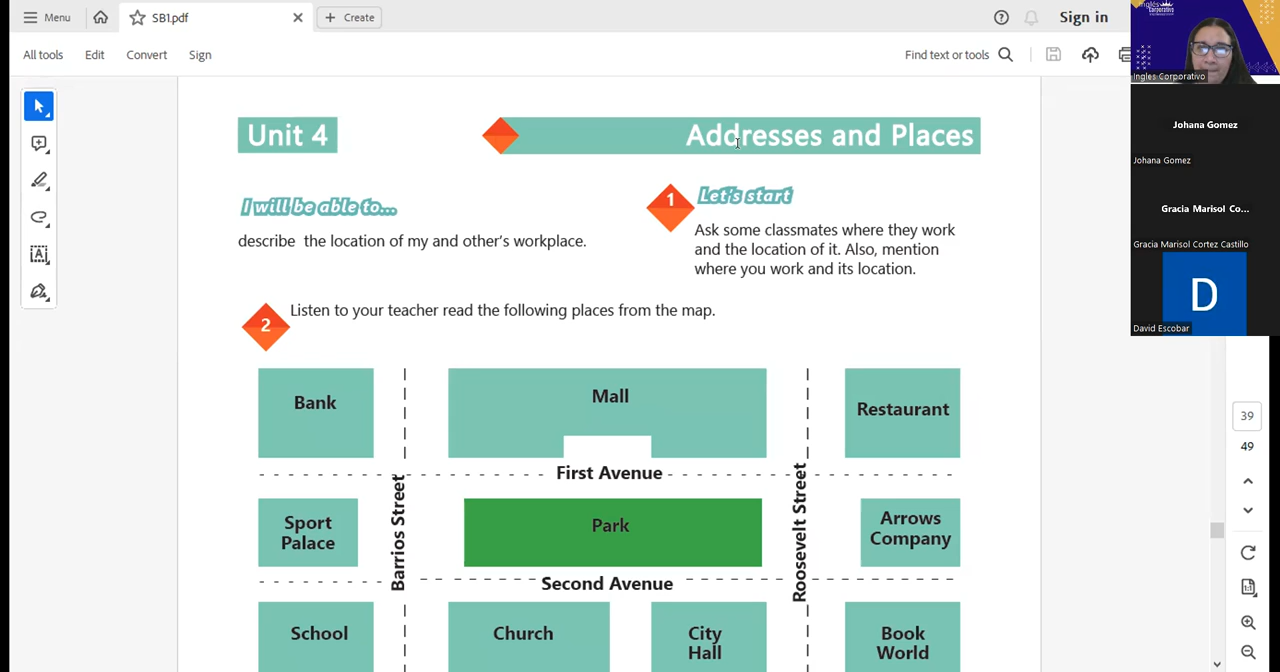 Menu
SB1.pdf
Create
Sign in
All tools
Edit
Convert
Sign
Find text or tools
Unit 4
Addresses and Places
I will be able to...
describe the location of my and other's workplace.
1
Let's start
Ask some classmates where they work
and the location of it. Also, mention
where you work and its location.
2
Listen to your teacher read the following places from the map.
Bank
Mall
Restaurant
First Avenue
Sport
Palace
Barrios Street
Park
Roosevelt Street
Arrows
Company
Second Avenue
School
Church
City
Hall
Book
World
39
49
Inglés
Corporativo
Ingles Corporativo
Johana Gomez
Johana Gomez
Gracia Marisol Co...
Gracia Marisol Cortez Castillo
D
David Escobar